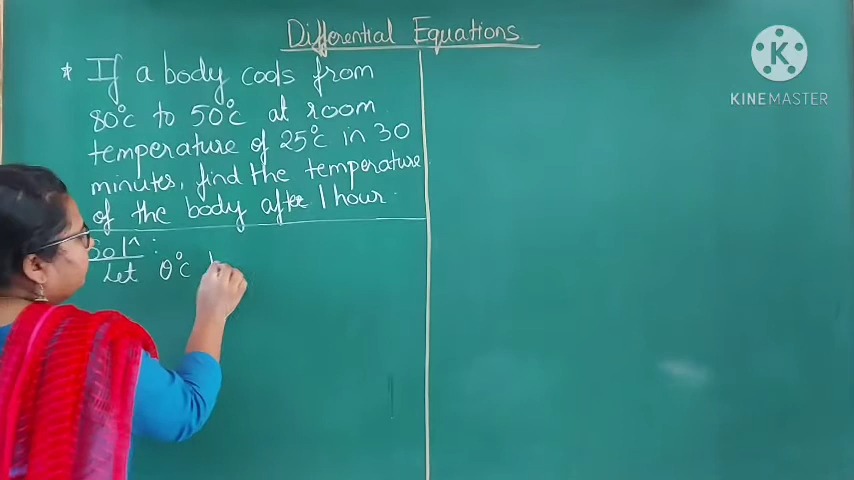 Differential Equations
* If a body cools from
80°c to 50°c at room
temperature of 25°c in 30
minutes, find the temperature
of the body after 1 hour.
Sol^ :
Let θ°c
KINEMASTER